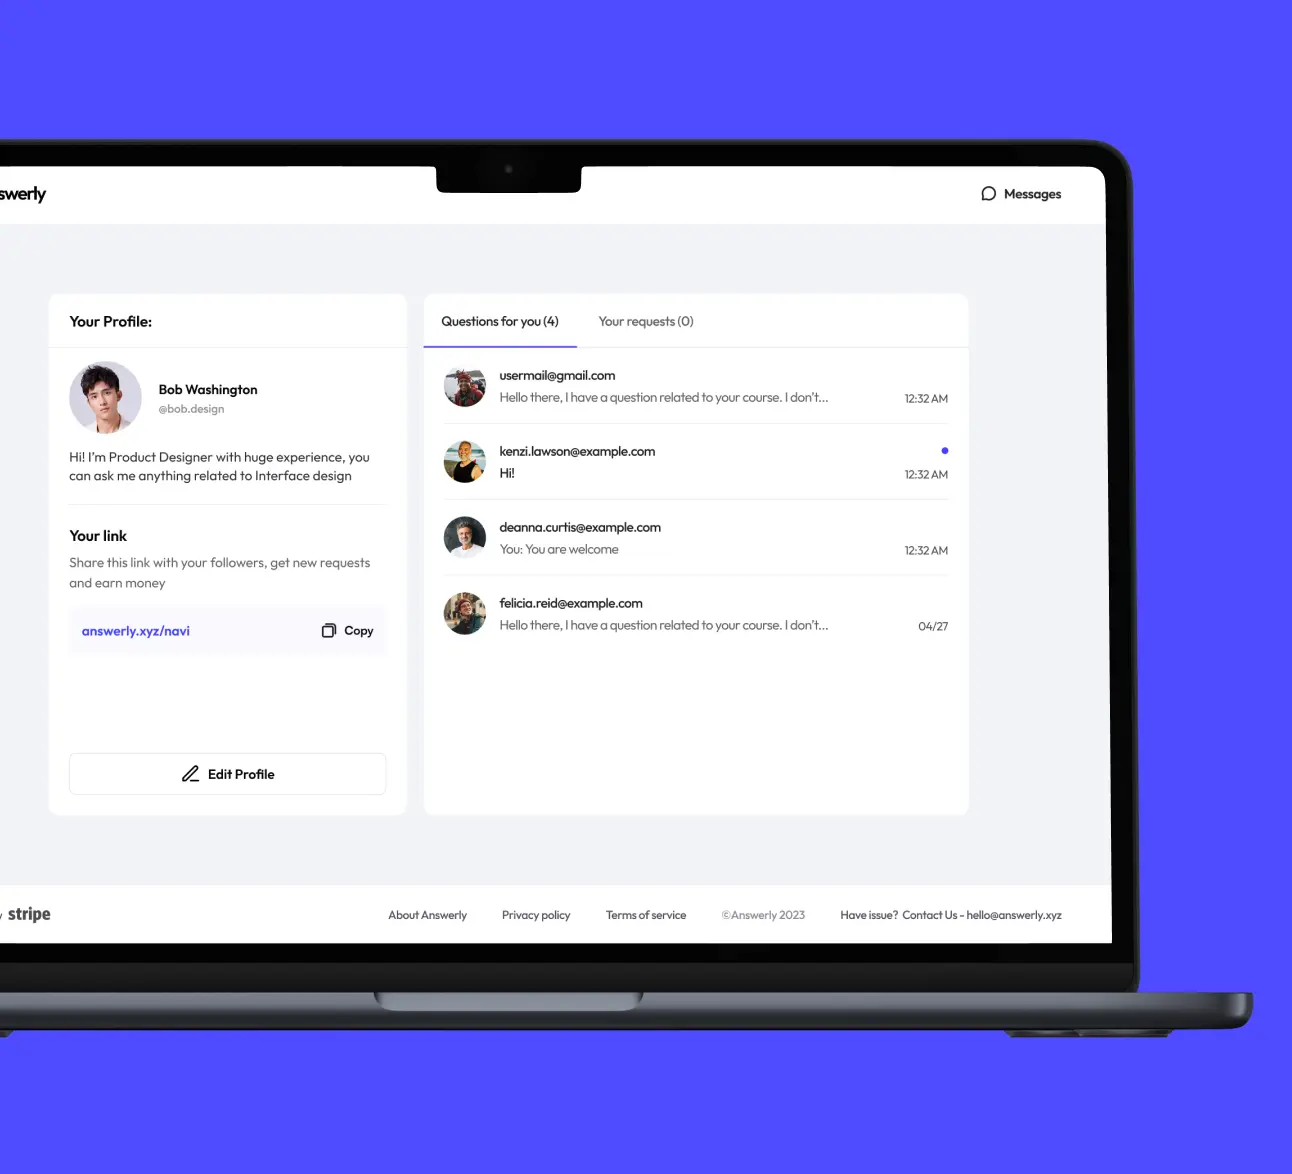 swerly
Messages
Your Profile:
Bob Washington
@bob.design
Hi! I'm Product Designer with huge experience, you
can ask me anything related to Interface design
Your link
Share this link with your followers, get new requests
and earn money
answerly.xyz/navi
Copy
Edit Profile
Questions for you (4)
Your requests (0)
usermail@gmail.com
Hello there, I have a question related to your course. I don't...
12:32 AM
kenzi.lawson@example.com
Hi!
12:32 AM
deanna.curtis@example.com
You: You are welcome
12:32 AM
felicia.reid@example.com
Hello there, I have a question related to your course. I don't...
04/27
stripe
About Answerly
Privacy policy
Terms of service
©Answerly 2023
Have issue? Contact Us - hello@answerly.xyz